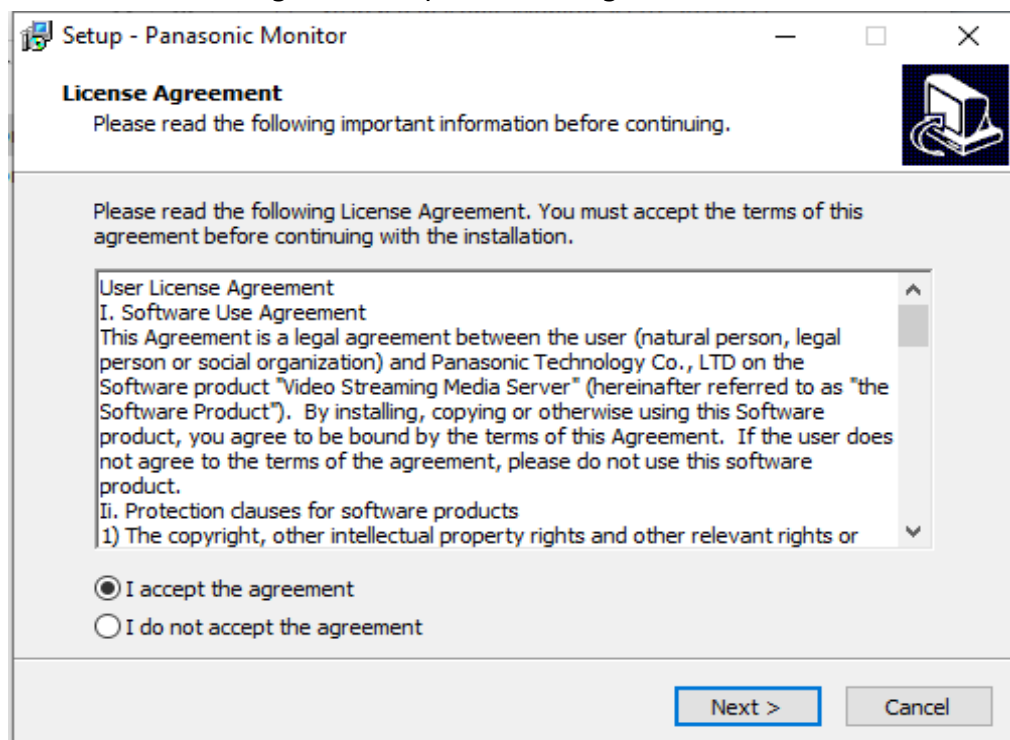 Setup - Panasonic Monitor
License Agreement
Please read the following important information before continuing.
Please read the following License Agreement. You must accept the terms of this
agreement before continuing with the installation.
User License Agreement
I. Software Use Agreement
This Agreement is a legal agreement between the user (natural person, legal
person or social organization) and Panasonic Technology Co., LTD on the
Software product "Video Streaming Media Server" (hereinafter referred to as "the
Software Product").  By installing, copying or otherwise using this Software
product, you agree to be bound by the terms of this Agreement.  If the user does
not agree to the terms of the agreement, please do not use this software
product.
Ii. Protection clauses for software products
1) The copyright, other intellectual property rights and other relevant rights or
I accept the agreement
I do not accept the agreement
Next >
Cancel